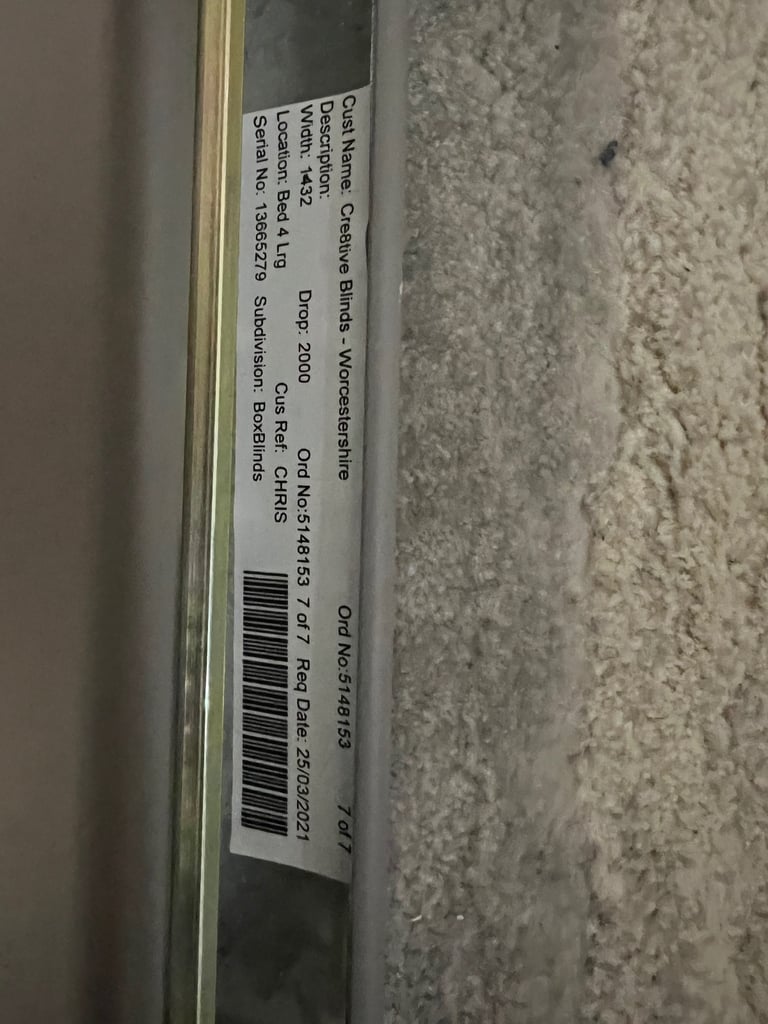 Cust Name: Cre8tive Blinds - Worcestershire Ord No:5148153 7 of 7
Description:
Width: 1432 Drop: 2000 Ord No:5148153 7 of 7 Req Date: 25/03/2021
Location: Bed 4 Lrg Cus Ref: CHRIS
Serial No: 13665279 Subdivision: BoxBlinds